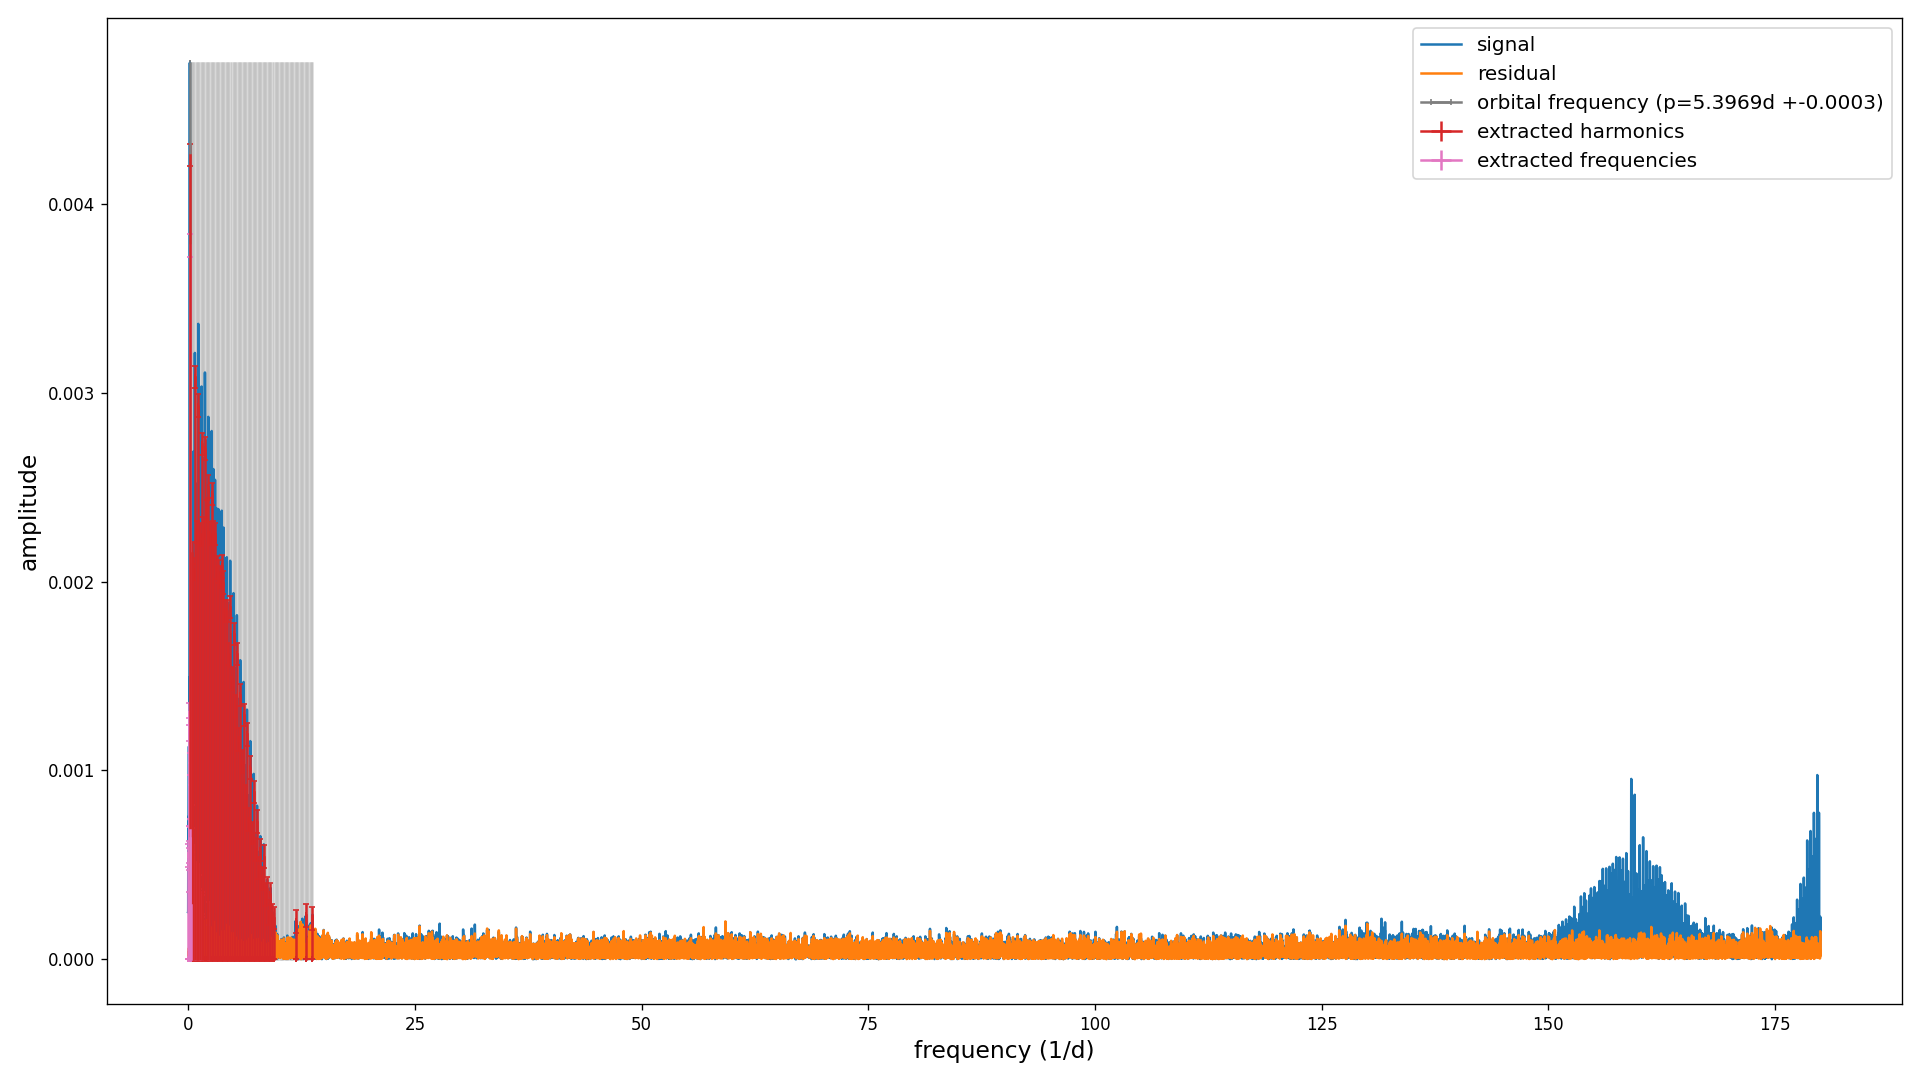 signal
residual
orbital frequency (p=5.3969d +-0.0003)
extracted harmonics
extracted frequencies
amplitude
0.004
0.003
0.002
0.001
0.000
0 25 50 75 100 125 150 175
frequency (1/d)